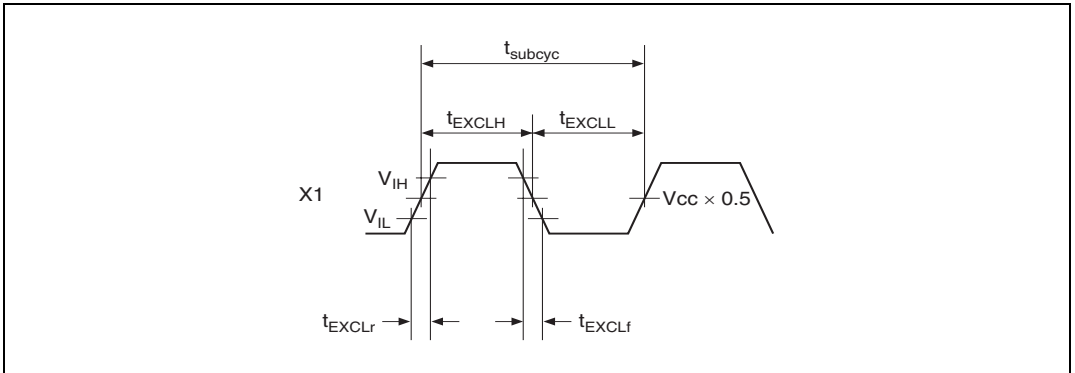 tsubcyc
tEXCLH
tEXCLL
X1
VIH
VIL
Vcc × 0.5
tEXCLr
tEXCLf